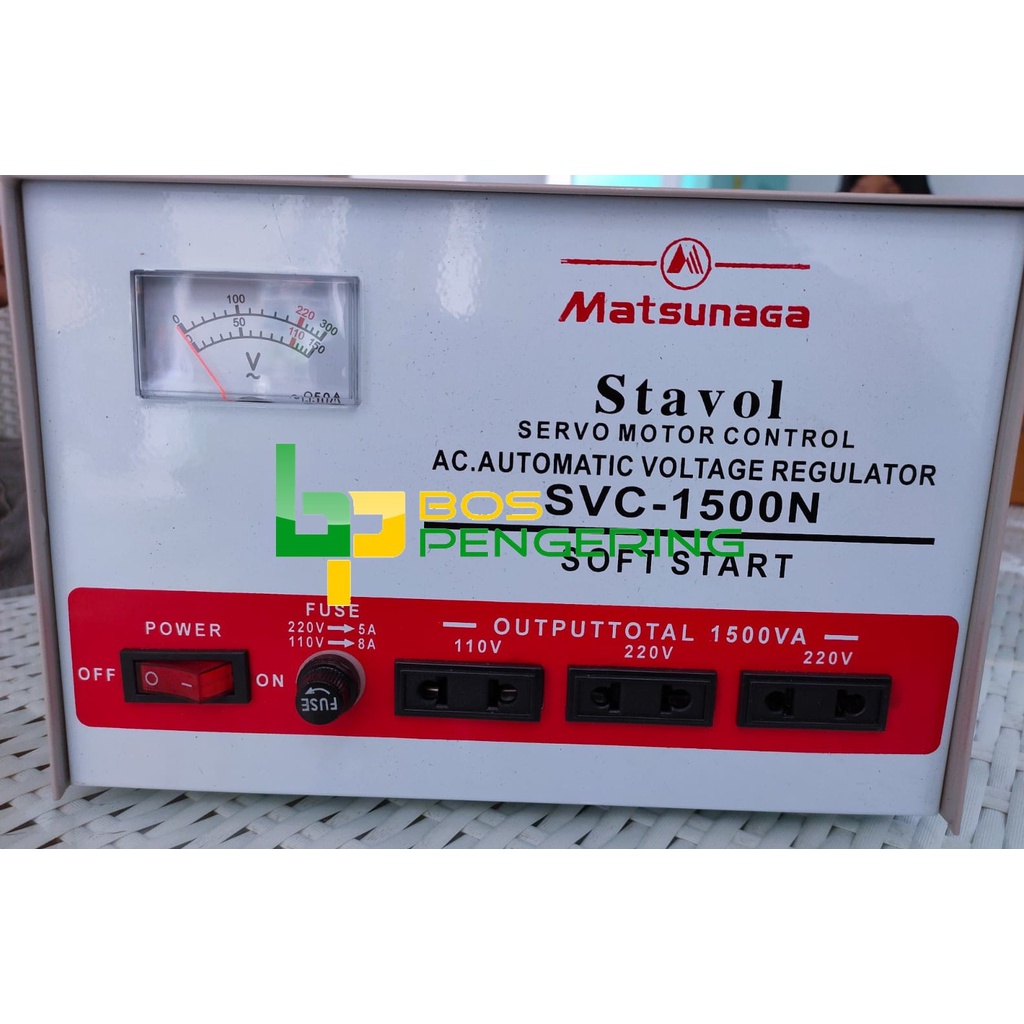 100
220
300
0
50
110
150
0
V
~
Matsunaga
Stavol
SERVO MOTOR CONTROL
AC.AUTOMATIC VOLTAGE REGULATOR
SVC-1500N
BOS
PENGERING
SOFT START
FUSE
220V→5A
110V→8A
POWER
OFF
ON
FUSE
OUTPUTTOTAL 1500VA
110V
220V
220V